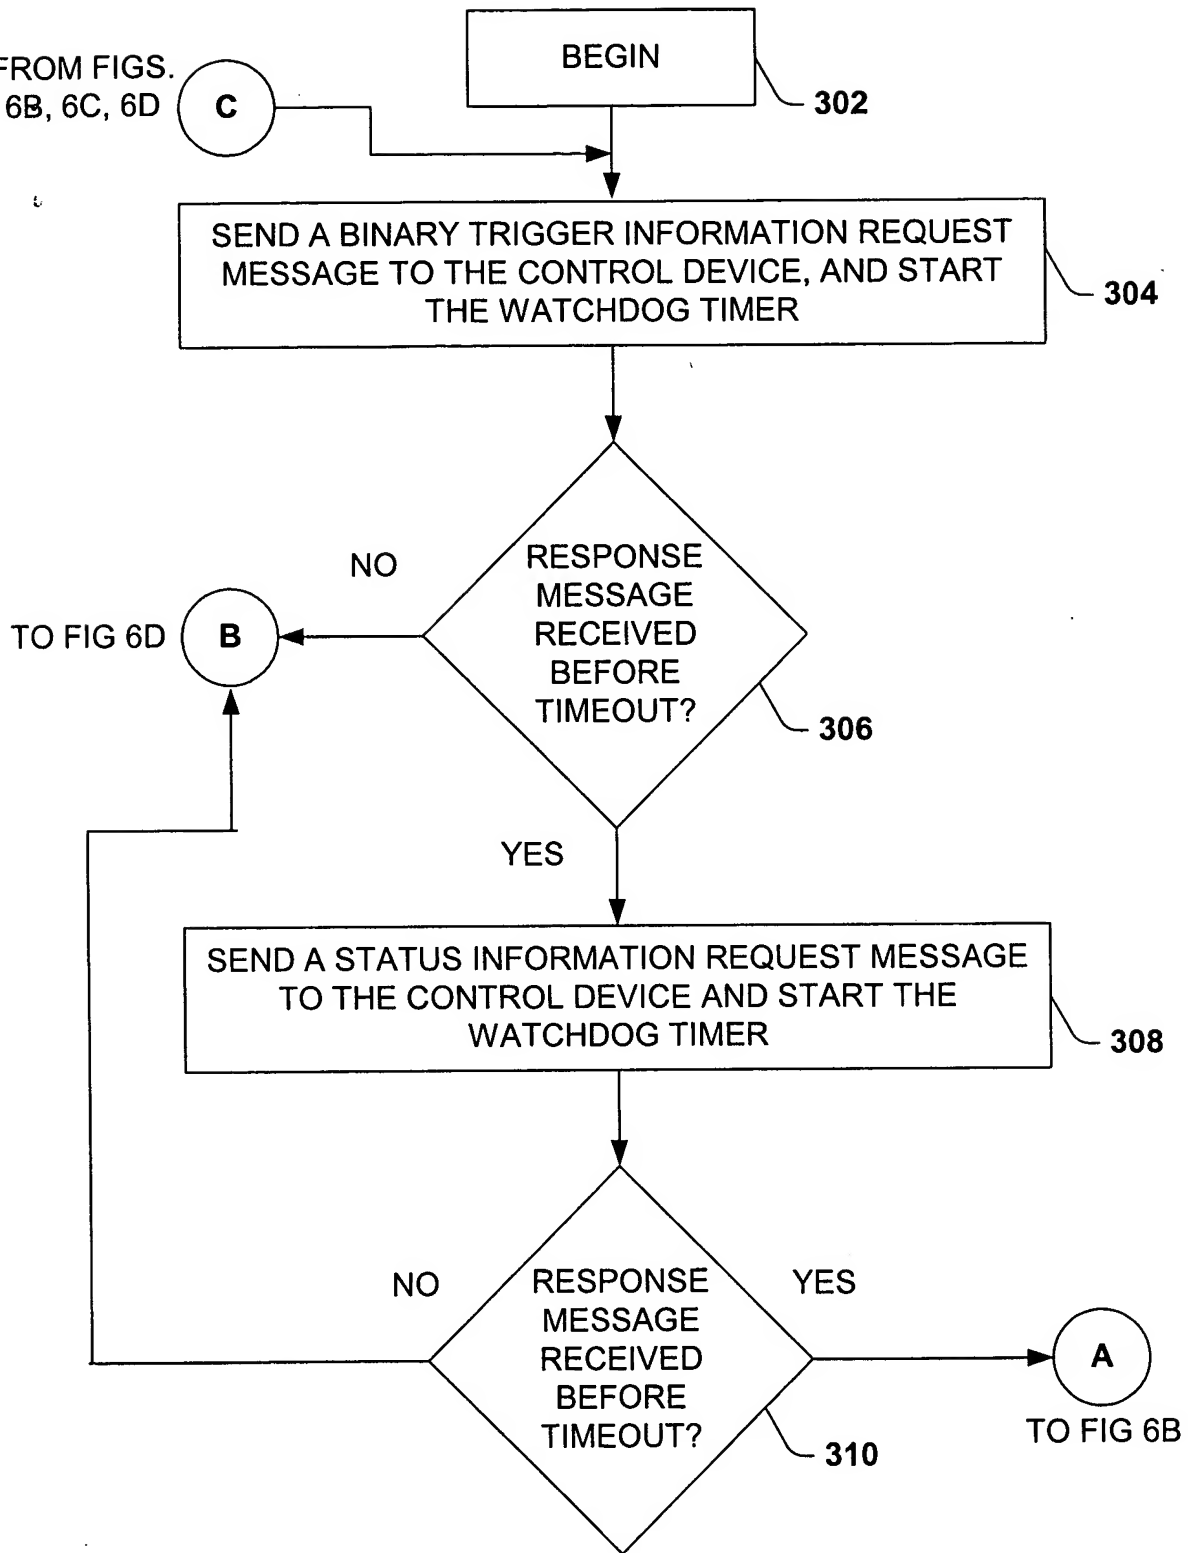 BEGIN
302
FROM FIGS.
6B, 6C, 6D
C
SEND A BINARY TRIGGER INFORMATION REQUEST
MESSAGE TO THE CONTROL DEVICE, AND START
THE WATCHDOG TIMER
304
NO
RESPONSE
MESSAGE
RECEIVED
BEFORE
TIMEOUT?
306
TO FIG 6D
B
YES
SEND A STATUS INFORMATION REQUEST MESSAGE
TO THE CONTROL DEVICE AND START THE
WATCHDOG TIMER
308
NO
RESPONSE
MESSAGE
RECEIVED
BEFORE
TIMEOUT?
310
YES
A
TO FIG 6B